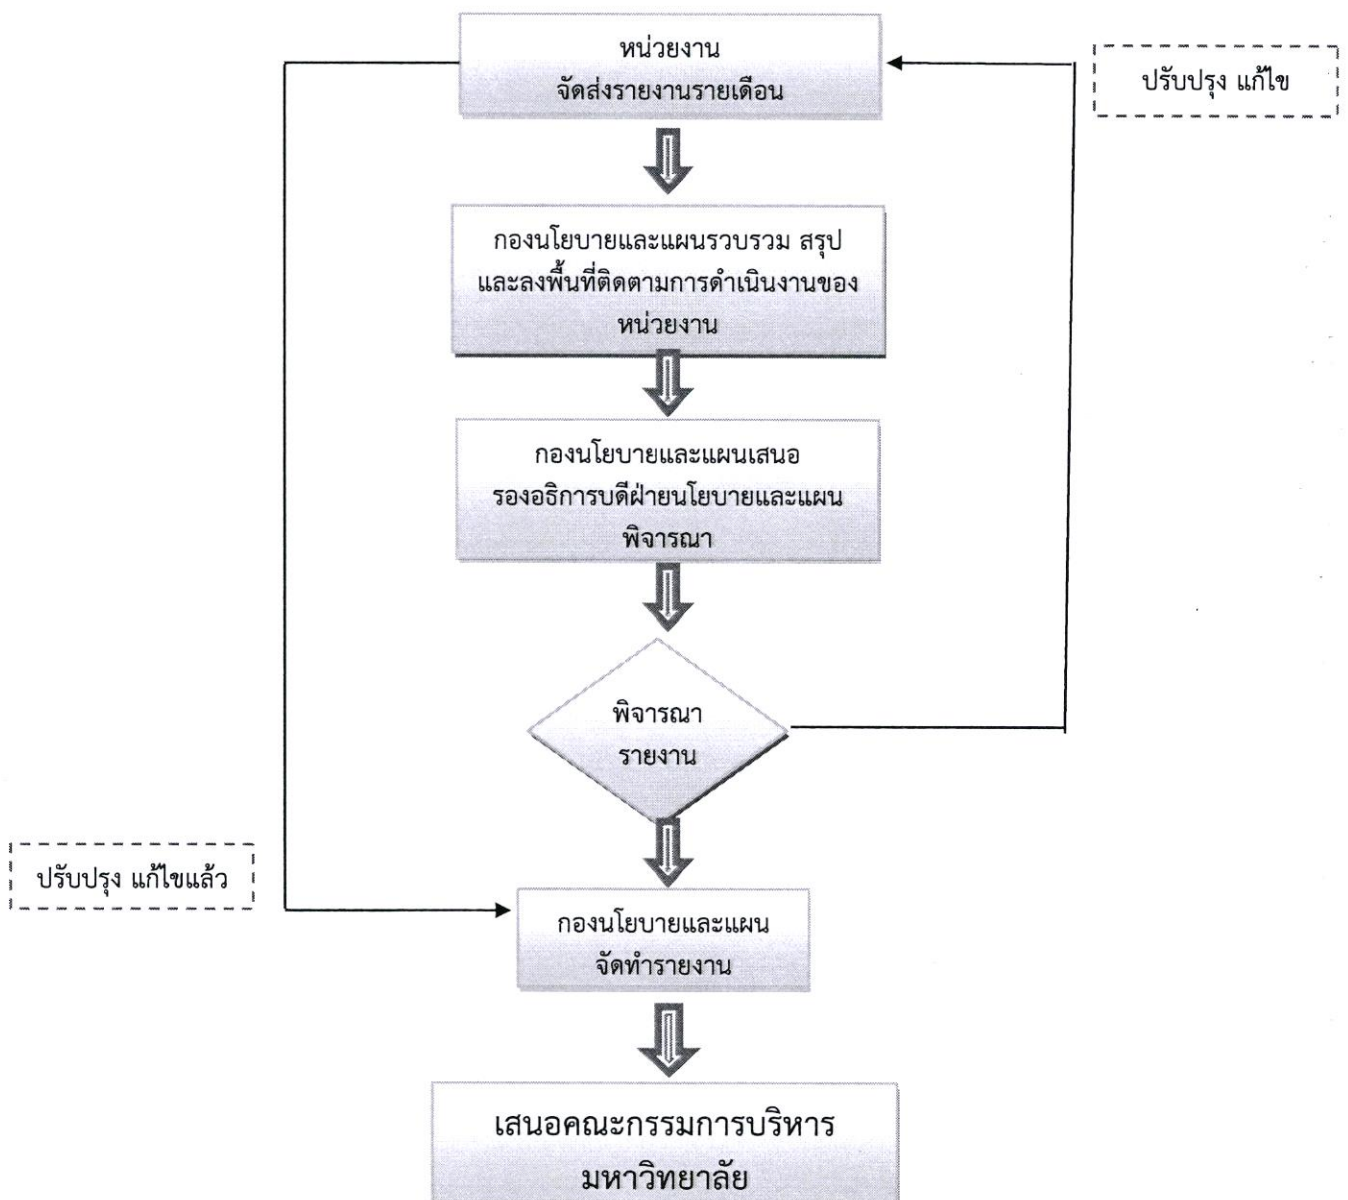 หน่วยงาน
จัดส่งรายงานรายเดือน
ปรับปรุง แก้ไข
กองนโยบายและแผนรวบรวม สรุป
และลงพื้นที่ติดตามการดำเนินงานของ
หน่วยงาน
กองนโยบายและแผนเสนอ
รองอธิการบดีฝ่ายนโยบายและแผน
พิจารณา
พิจารณา
รายงาน
ปรับปรุง แก้ไขแล้ว
กองนโยบายและแผน
จัดทำรายงาน
เสนอคณะกรรมการบริหาร
มหาวิทยาลัย